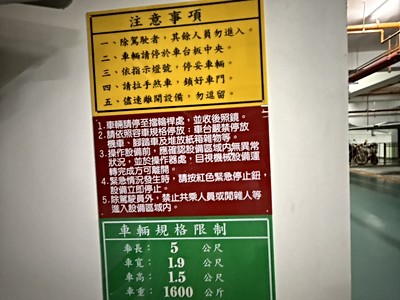 注意事項
一、除駕駛者，其餘人員勿進入。
二、車輛請停於車台板中央。
三、依指示燈號，停妥車輛。
四、請拉手煞車，鎖好車門。
五、儘速離開設備，勿逗留。
1.車輛請停至擋輪桿處，並收後照鏡。
2.請依照容車規格停放；車台嚴禁停放
機車、腳踏車及堆放紙箱雜物等。
3.操作設備前，應確認設備區域內無異常
狀況，並於操作器處，目視機械設備運
轉完成方可離開。
4.緊急情況發生時，請按紅色緊急停止鈕，
設備立即停止。
5.除駕駛員外，禁止共乘人員或閒雜人等
進入設備區域內。
車輛規格限制
車長： 5 公尺
車寬： 1.9 公尺
車高： 1.5 公尺
車重： 1600 公斤